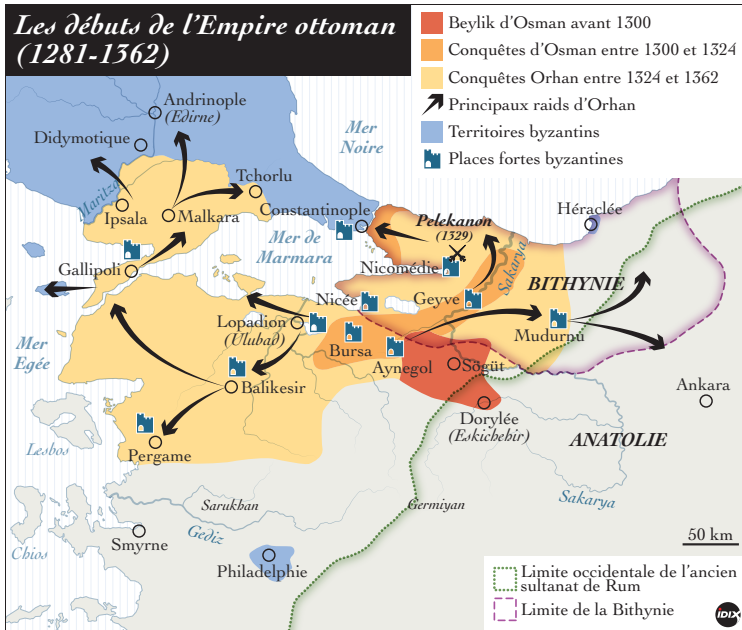 Les débuts de l'Empire ottoman
(1281-1362)
Beylik d'Osman avant 1300
Conquêtes d'Osman entre 1300 et 1324
Conquêtes Orhan entre 1324 et 1362
Principaux raids d'Orhan
Territoires byzantins
Places fortes byzantines
Andrinople
(Edirne)
Didymotique
Mer
Noire
Maritza
Ipsala
Malkara
Tchorlu
Constantinople
Pelekanon
(1329)
Héraclée
Mer de
Marmara
Gallipoli
Nicomédie
Sakarya
BITHYNIE
Nicée
Geyve
Mer
Egée
Lopadion
(Ulubad)
Bursa
Mudurnu
Aynegol
Sögüt
Balikesir
Ankara
Dorylée
(Eskichehir)
ANATOLIE
Lesbos
Pergame
Sarukhan
Germiyan
Sakarya
Gédiz
Smyrne
Chios
Philadelphie
50 km
Limite occidentale de l'ancien
sultanat de Rum
Limite de la Bithynie
iDiX